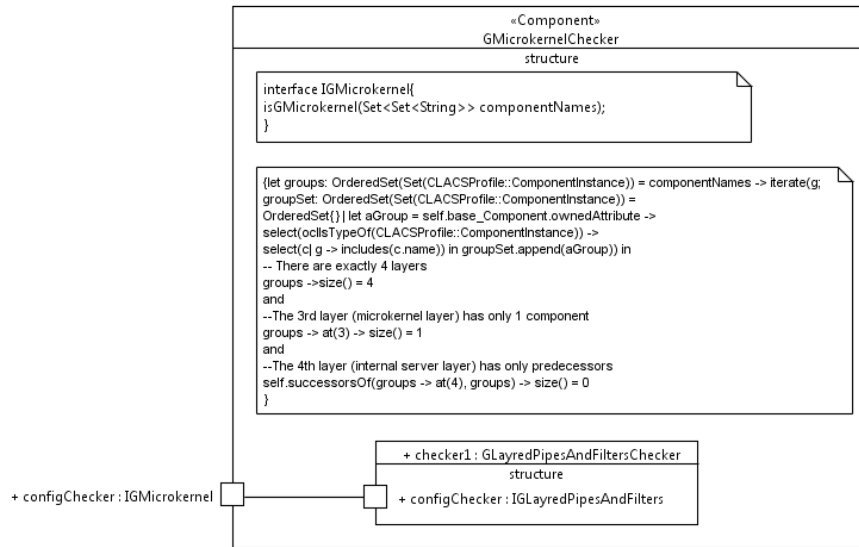 «Component»
GMicrokernelChecker
structure
interface IGMicrokernel{
isGMicrokernel(Set<Set<String>> componentNames);
}
{let groups: OrderedSet(Set(CLACSProfile::ComponentInstance)) = componentNames -> iterate(g;
groupSet: OrderedSet(Set(CLACSProfile::ComponentInstance)) =
OrderedSet{} | let aGroup = self.base_Component.ownedAttribute ->
select(oclIsTypeOf(CLACSProfile::ComponentInstance)) ->
select(c| g -> includes(c.name)) in groupSet.append(aGroup)) in
-- There are exactly 4 layers
groups ->size() = 4
and
--The 3rd layer (microkernel layer) has only 1 component
groups -> at(3) -> size() = 1
and
--The 4th layer (internal server layer) has only predecessors
self.successorsOf(groups -> at(4), groups) -> size() = 0
}
+ checker1 : GLayredPipesAndFiltersChecker
structure
+ configChecker : IGMicrokernel
+ configChecker : IGLayredPipesAndFilters